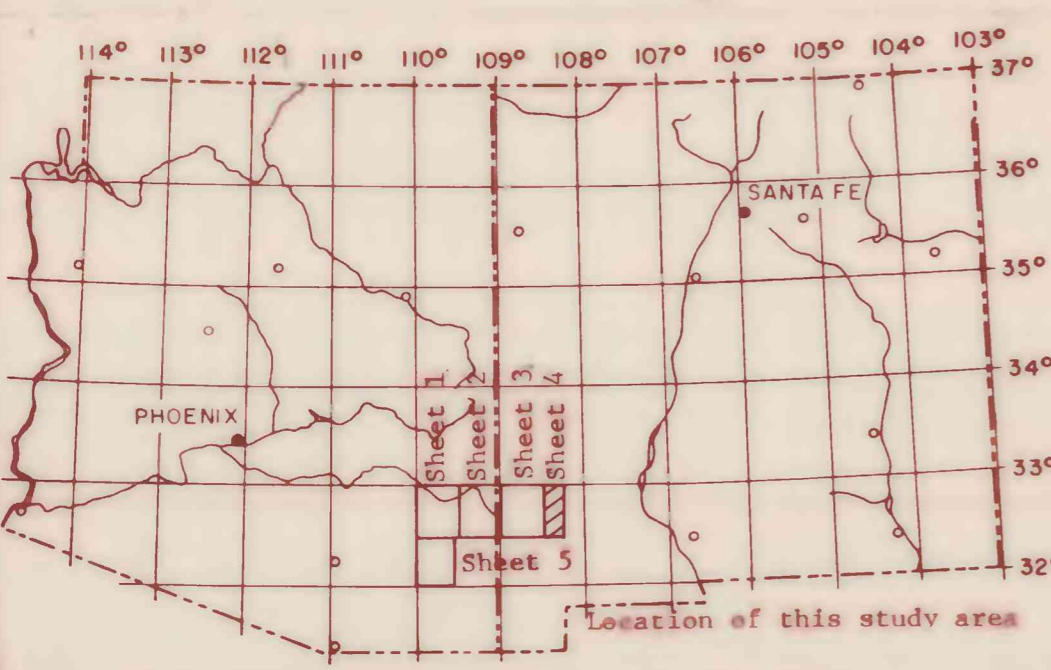 114° 113° 112° 111° 110° 109° 108° 107° 106° 105° 104° 103°
37°
36°
SANTA FE
35°
34°
Sheet 1
Sheet 2
Sheet 3
Sheet 4
PHOENIX
33°
Sheet 5
32°
Location of this study area